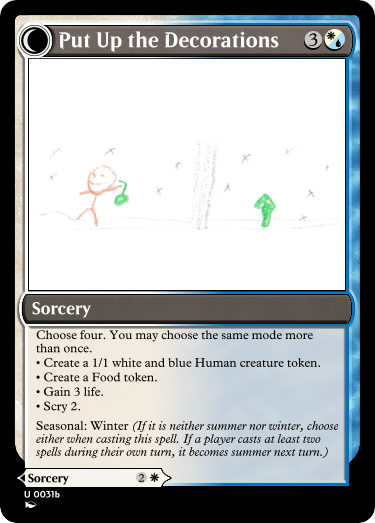 Put Up the Decorations 3
Sorcery
Choose four. You may choose the same mode more
than once.
• Create a 1/1 white and blue Human creature token.
• Create a Food token.
• Gain 3 life.
• Scry 2.
Seasonal: Winter (If it is neither summer nor winter, choose
either when casting this spell. If a player casts at least two
spells during their own turn, it becomes summer next turn.)
Sorcery 2
U 0031b